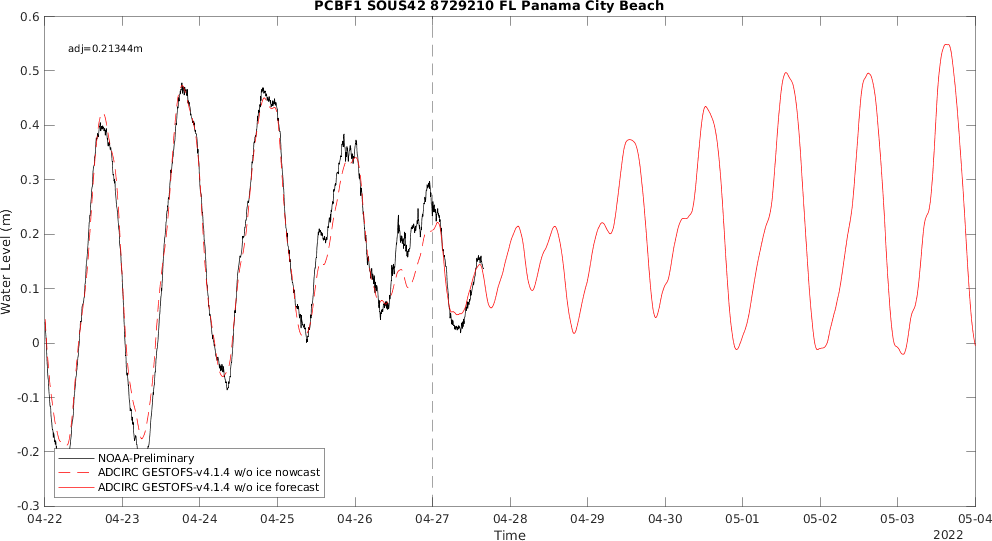 PCBF1 SOUS42 8729210 FL Panama City Beach
adj=0.21344m
Water Level (m)
0.6
0.5
0.4
0.3
0.2
0.1
0
-0.1
-0.2
-0.3
NOAA-Preliminary
ADCIRC GESTOFS-v4.1.4 w/o ice nowcast
ADCIRC GESTOFS-v4.1.4 w/o ice forecast
04-22 04-23 04-24 04-25 04-26 04-27 04-28 04-29 04-30 05-01 05-02 05-03 05-04
Time
2022